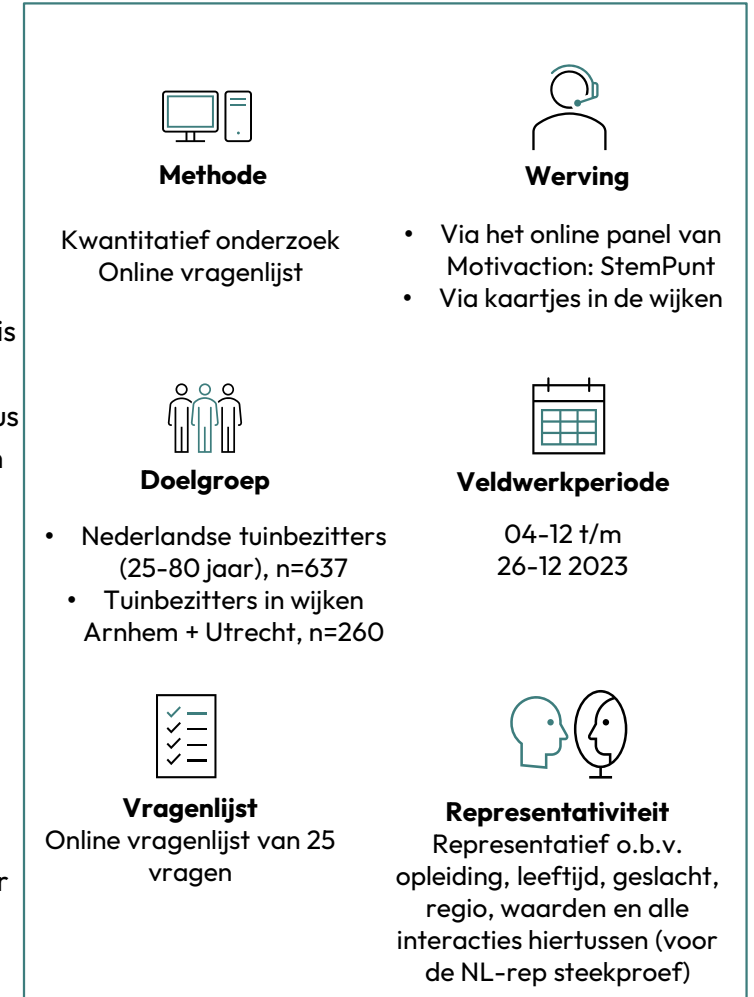 Methode
Kwantitatief onderzoek
Online vragenlijst
Werving
• Via het online panel van
Motivaction: StemPunt
• Via kaartjes in de wijken
Doelgroep
• Nederlandse tuinbezitters
(25-80 jaar), n=637
• Tuinbezitters in wijken
Arnhem + Utrecht, n=260
Veldwerkperiode
04-12 t/m
26-12 2023
Vragenlijst
Online vragenlijst van 25
vragen
Representativiteit
Representatief o.b.v.
opleiding, leeftijd, geslacht,
regio, waarden en alle
interacties hiertussen (voor
de NL-rep steekproef)